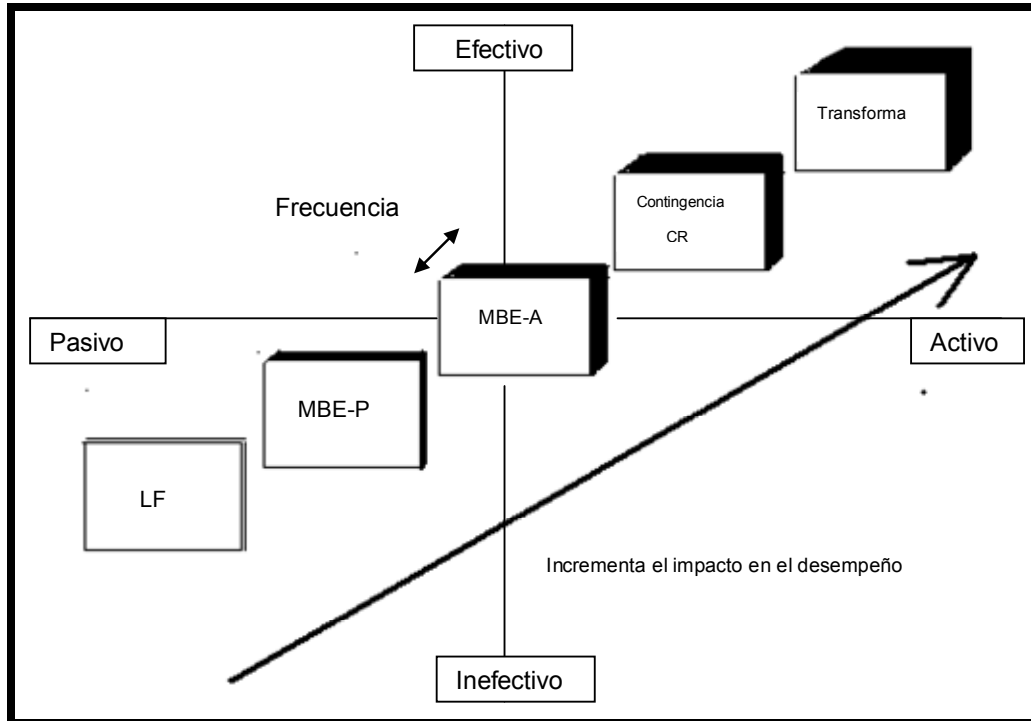 Efectivo
Transforma
Contingencia
CR
Frecuencia
MBE-A
Pasivo
Activo
MBE-P
LF
Incrementa el impacto en el desempeño
Inefectivo